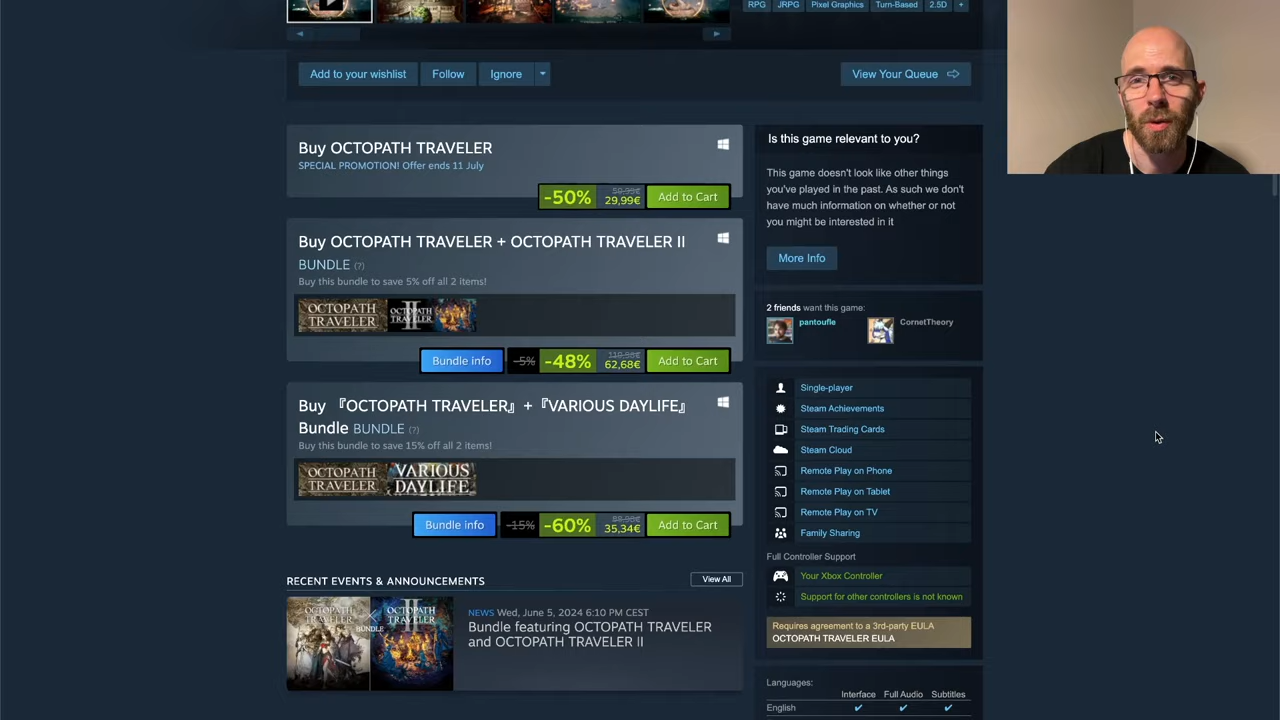 RPG JRPG Pixel Graphics Turn-Based 2.5D +
Add to your wishlist Follow Ignore View Your Queue
Buy OCTOPATH TRAVELER
SPECIAL PROMOTION! Offer ends 11 July
-50% 59,99€ 29,99€ Add to Cart
Buy OCTOPATH TRAVELER + OCTOPATH TRAVELER II
BUNDLE (?)
Buy this bundle to save 5% off all 2 items!
OCTOPATH TRAVELER OCTOPATH TRAVELER II
Bundle info -5% -48% 62,68€ Add to Cart
Buy 『OCTOPATH TRAVELER』 + 『VARIOUS DAYLIFE』
Bundle BUNDLE (?)
Buy this bundle to save 15% off all 2 items!
OCTOPATH TRAVELER VARIOUS DAYLIFE
Bundle info -15% -60% 35,34€ Add to Cart
RECENT EVENTS & ANNOUNCEMENTS View All
OCTOPATH TRAVELER × OCTOPATH TRAVELER
BUNDLE
NEWS Wed, June 5, 2024 6:10 PM CEST
Bundle featuring OCTOPATH TRAVELER
and OCTOPATH TRAVELER II
Is this game relevant to you?
This game doesn't look like other things
you've played in the past. As such we don't
have much information on whether or not
you might be interested in it
More Info
2 friends want this game:
pantoufle CornetTheory
Single-player
Steam Achievements
Steam Trading Cards
Steam Cloud
Remote Play on Phone
Remote Play on Tablet
Remote Play on TV
Family Sharing
Full Controller Support
Your Xbox Controller
Support for other controllers is not known
Requires agreement to a 3rd-party EULA
OCTOPATH TRAVELER EULA
Languages:
Interface Full Audio Subtitles
English ✔ ✔ ✔